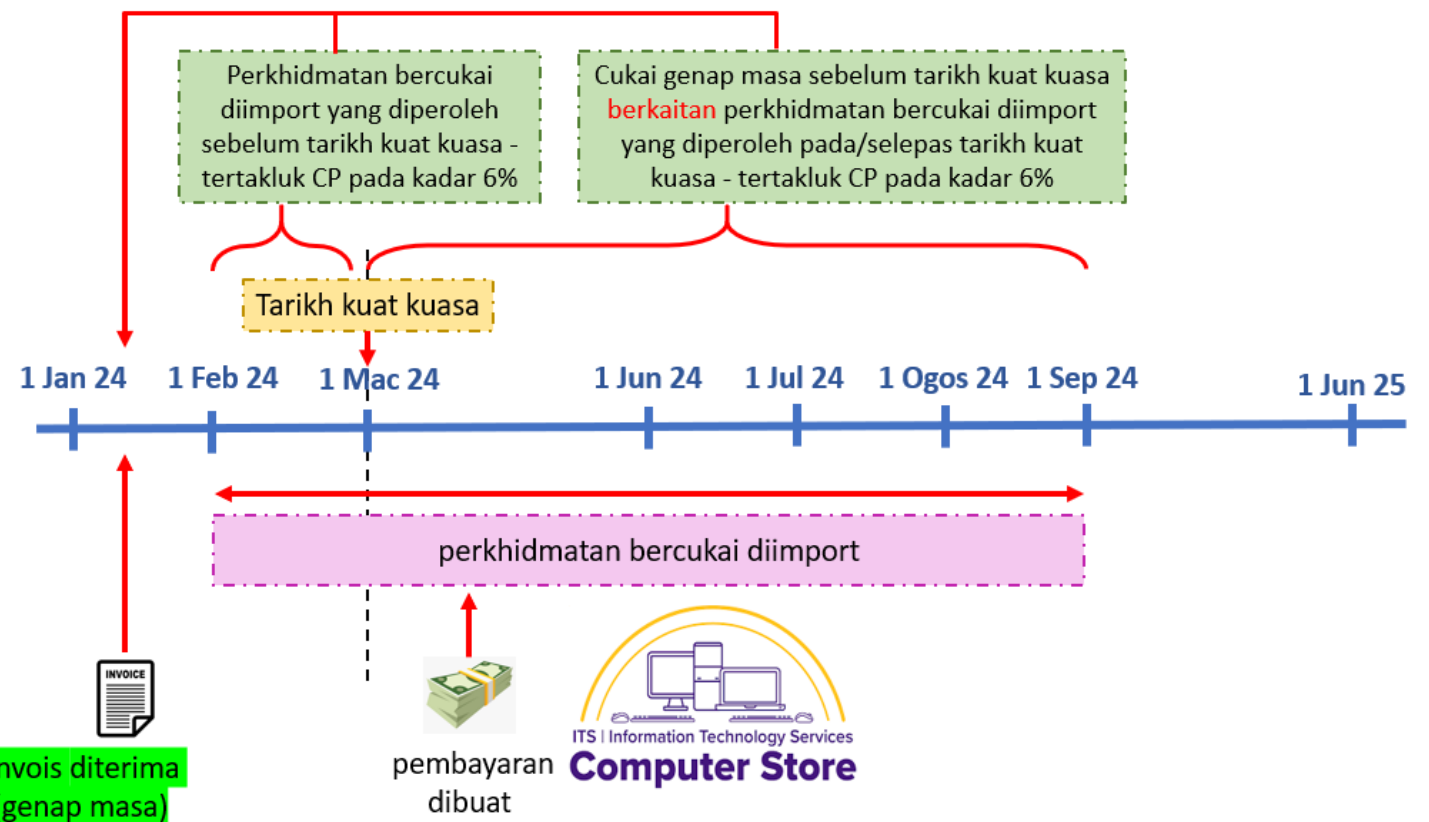 Perkhidmatan bercukai
diimport yang diperoleh
sebelum tarikh kuat kuasa -
tertakluk CP pada kadar 6%
Cukai genap masa sebelum tarikh kuat kuasa
berkaitan perkhidmatan bercukai diimport
yang diperoleh pada/selepas tarikh kuat
kuasa - tertakluk CP pada kadar 6%
Tarikh kuat kuasa
1 Jan 24
1 Feb 24
1 Mac 24
1 Jun 24
1 Jul 24
1 Ogos 24
1 Sep 24
1 Jun 25
perkhidmatan bercukai diimport
INVOICE
nvois diterima
genap masa)
pembayaran
dibuat
ITS | Information Technology Services
Computer Store